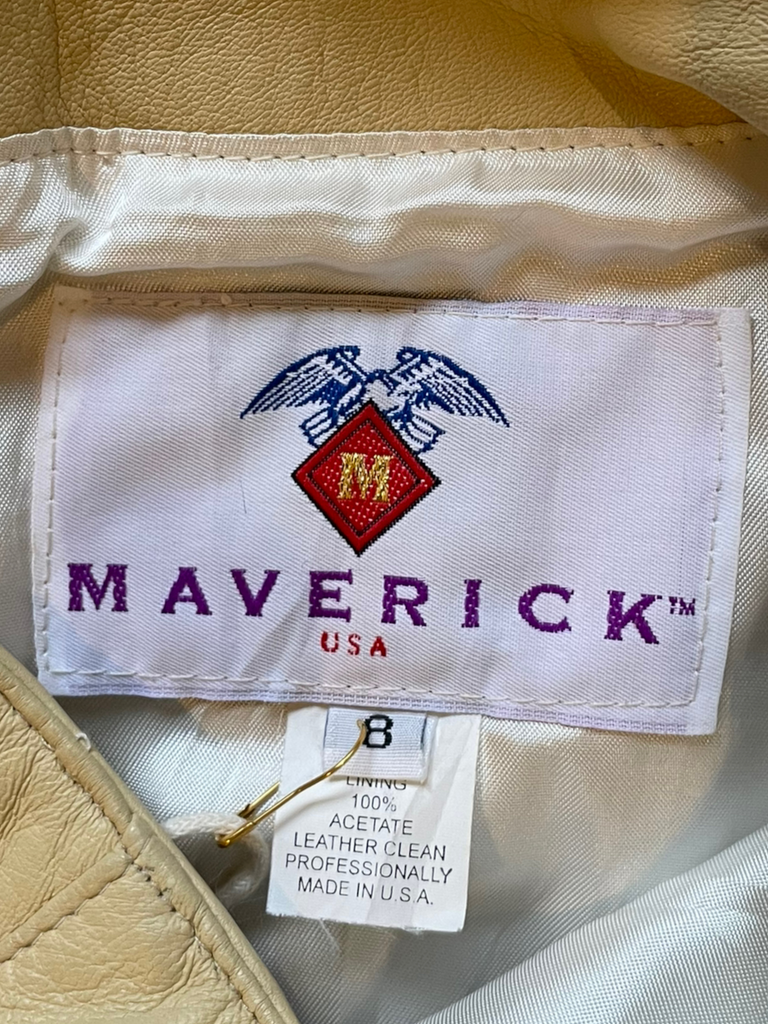 M
MAVERICK™
USA
8
LINING
100%
ACETATE
LEATHER CLEAN
PROFESSIONALLY
MADE IN U.S.A.